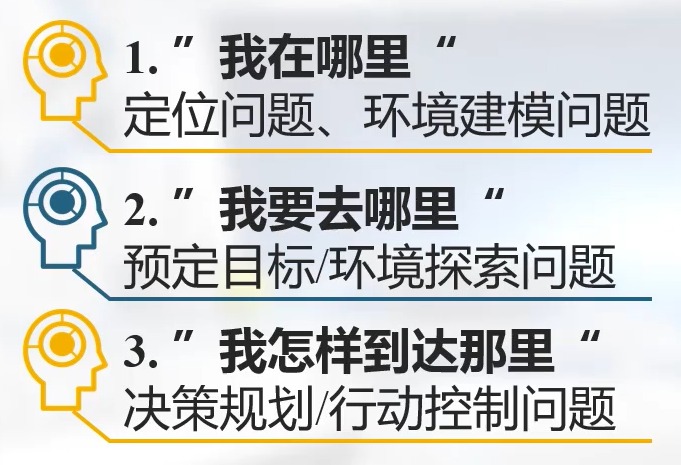 1. ”我在哪里“
定位问题、环境建模问题
2. ”我要去哪里“
预定目标/环境探索问题
3. ”我怎样到达那里“
决策规划/行动控制问题